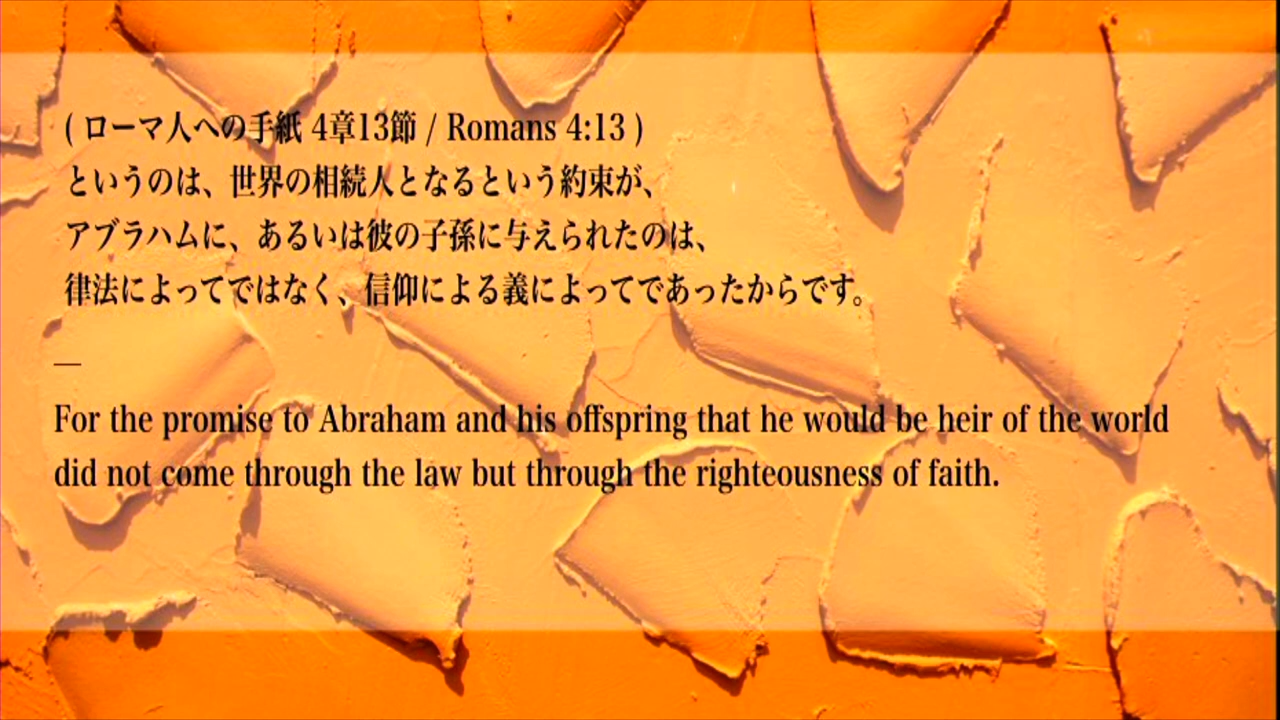 ( ローマ人への手紙 4章13節 / Romans 4:13 )
というのは、世界の相続人となるという約束が、
アブラハムに、あるいは彼の子孫に与えられたのは、
律法によってではなく、信仰による義によってであったからです。
—
For the promise to Abraham and his offspring that he would be heir of the world
did not come through the law but through the righteousness of faith.